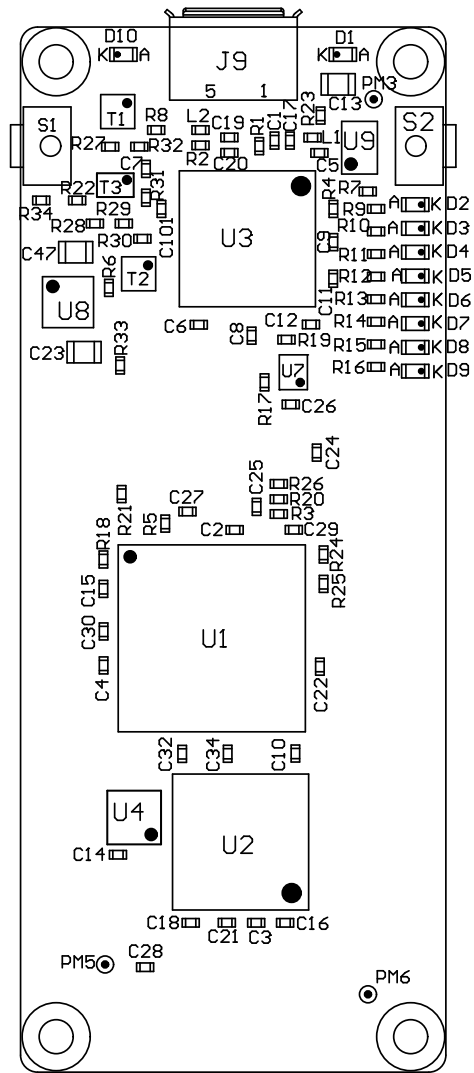 D10 D1
K A K A
J9
5 1
PM3
C13
R23
T1 R8 L2 C19 R1 C1 C17 L1 U9 S2
S1
R27 R32 R2 C20 C5
C7
T3 R31 R4 R7
R34 R22 R9 A K D2
R28 R29 C101 U3 R10 A K D3
R30 C9
C47 R11 A K D4
R6 T2 R12 A K D5
U8 C11 R13 A K D6
C6 C8 C12 R14 A K D7
R19
C23 R33 R15 A K D8
U7 R16 A K D9
R17
C26
C24
R26
R21 C25 R20
C27 R3
R18 R5 C2 C29
R24
C15 R25
C30 U1
C4 C22
C32 C34 C10
U4
U2
C14
C18 C21 C3 C16
PM5 C28
PM6